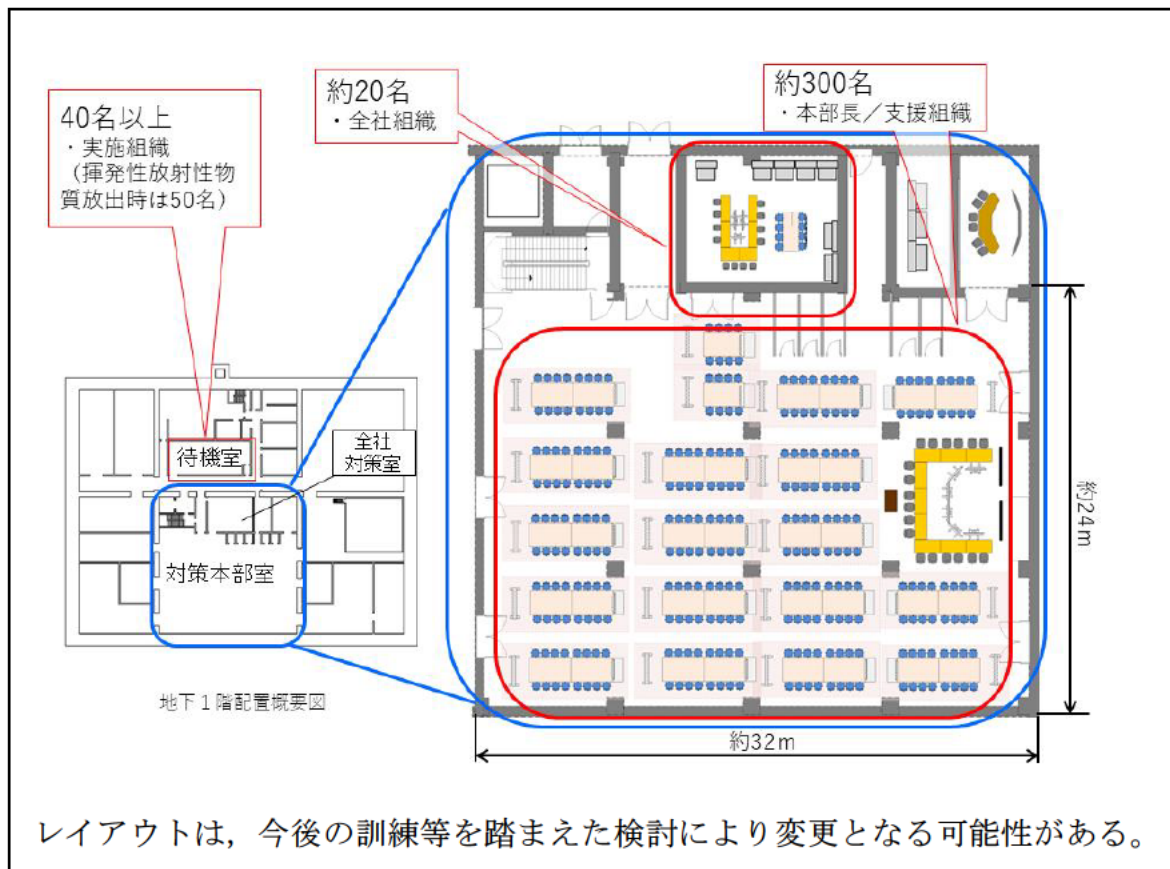 40名以上
・実施組織
（揮発性放射性物
質放出時は50名）
約20名
・全社組織
約300名
・本部長／支援組織
待機室
全社
対策室
対策本部室
地下１階配置概要図
約24m
約32m
レイアウトは，今後の訓練等を踏まえた検討により変更となる可能性がある。